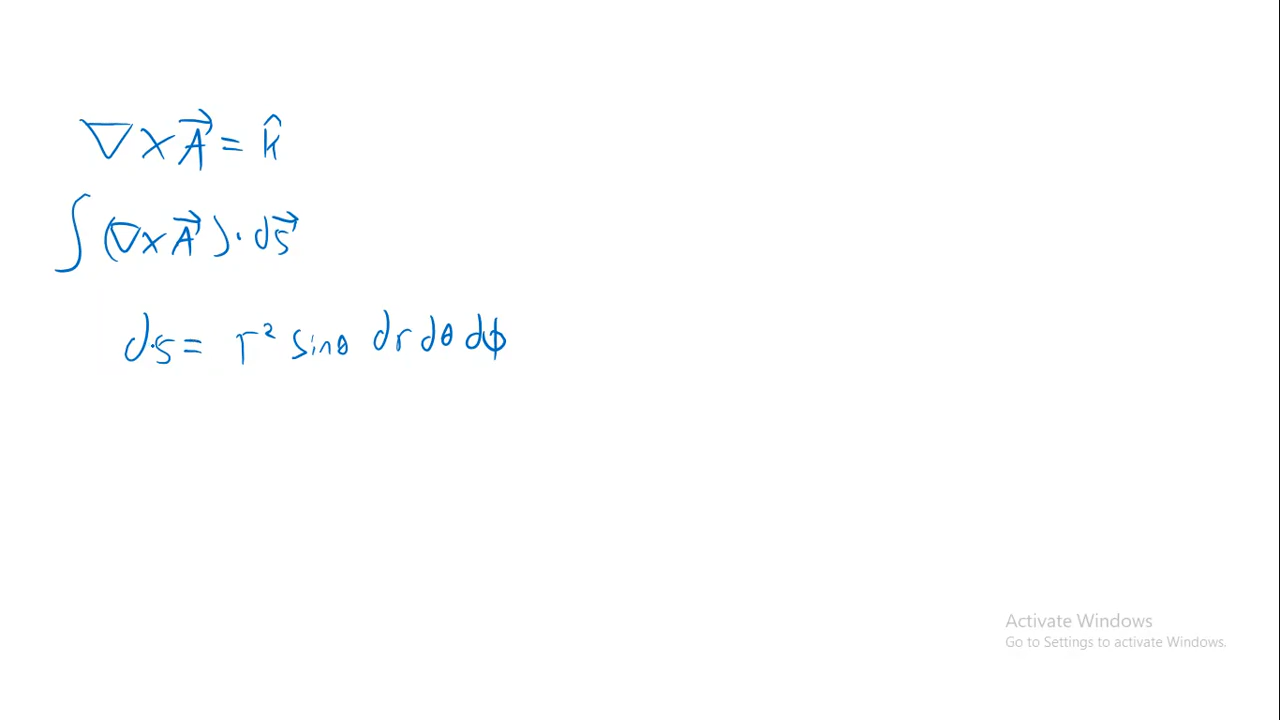 ∇×A⃗ = k̂
∫(∇×A⃗)·ds⃗
ds = r² sinθ dr dθ dϕ
Activate Windows
Go to Settings to activate Windows.